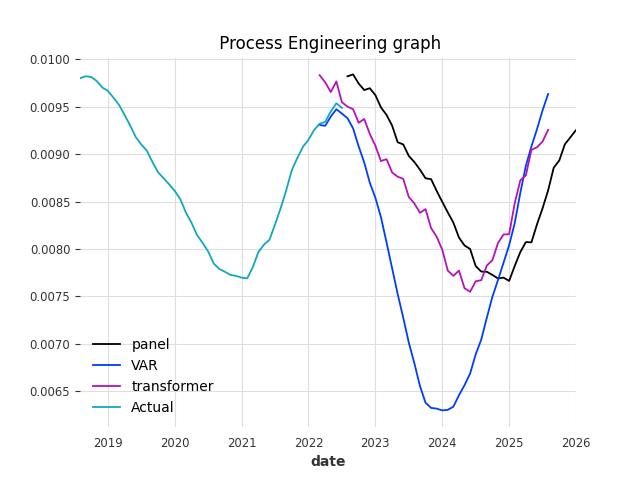 Process Engineering graph
0.0100
0.0095
0.0090
0.0085
0.0080
0.0075
0.0070
0.0065
panel
VAR
transformer
Actual
2019 2020 2021 2022 2023 2024 2025 2026
date